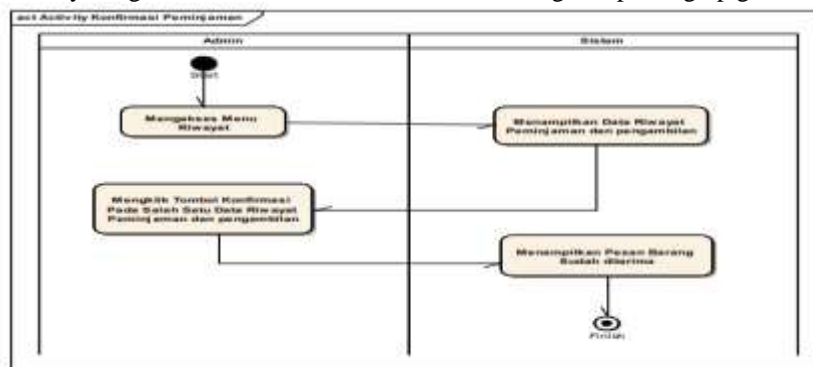 act Activity Konfirmasi Peminjaman
Admin
Sistem
Start
Mengakses Menu
Riwayat
Menampilkan Data Riwayat
Peminjaman dan pengambilan
Mengklik Tombol Konfirmasi
Pada Salah Satu Data Riwayat
Peminjaman dan pengambilan
Menampilkan Pesan Barang
Sudah diterima
Finish